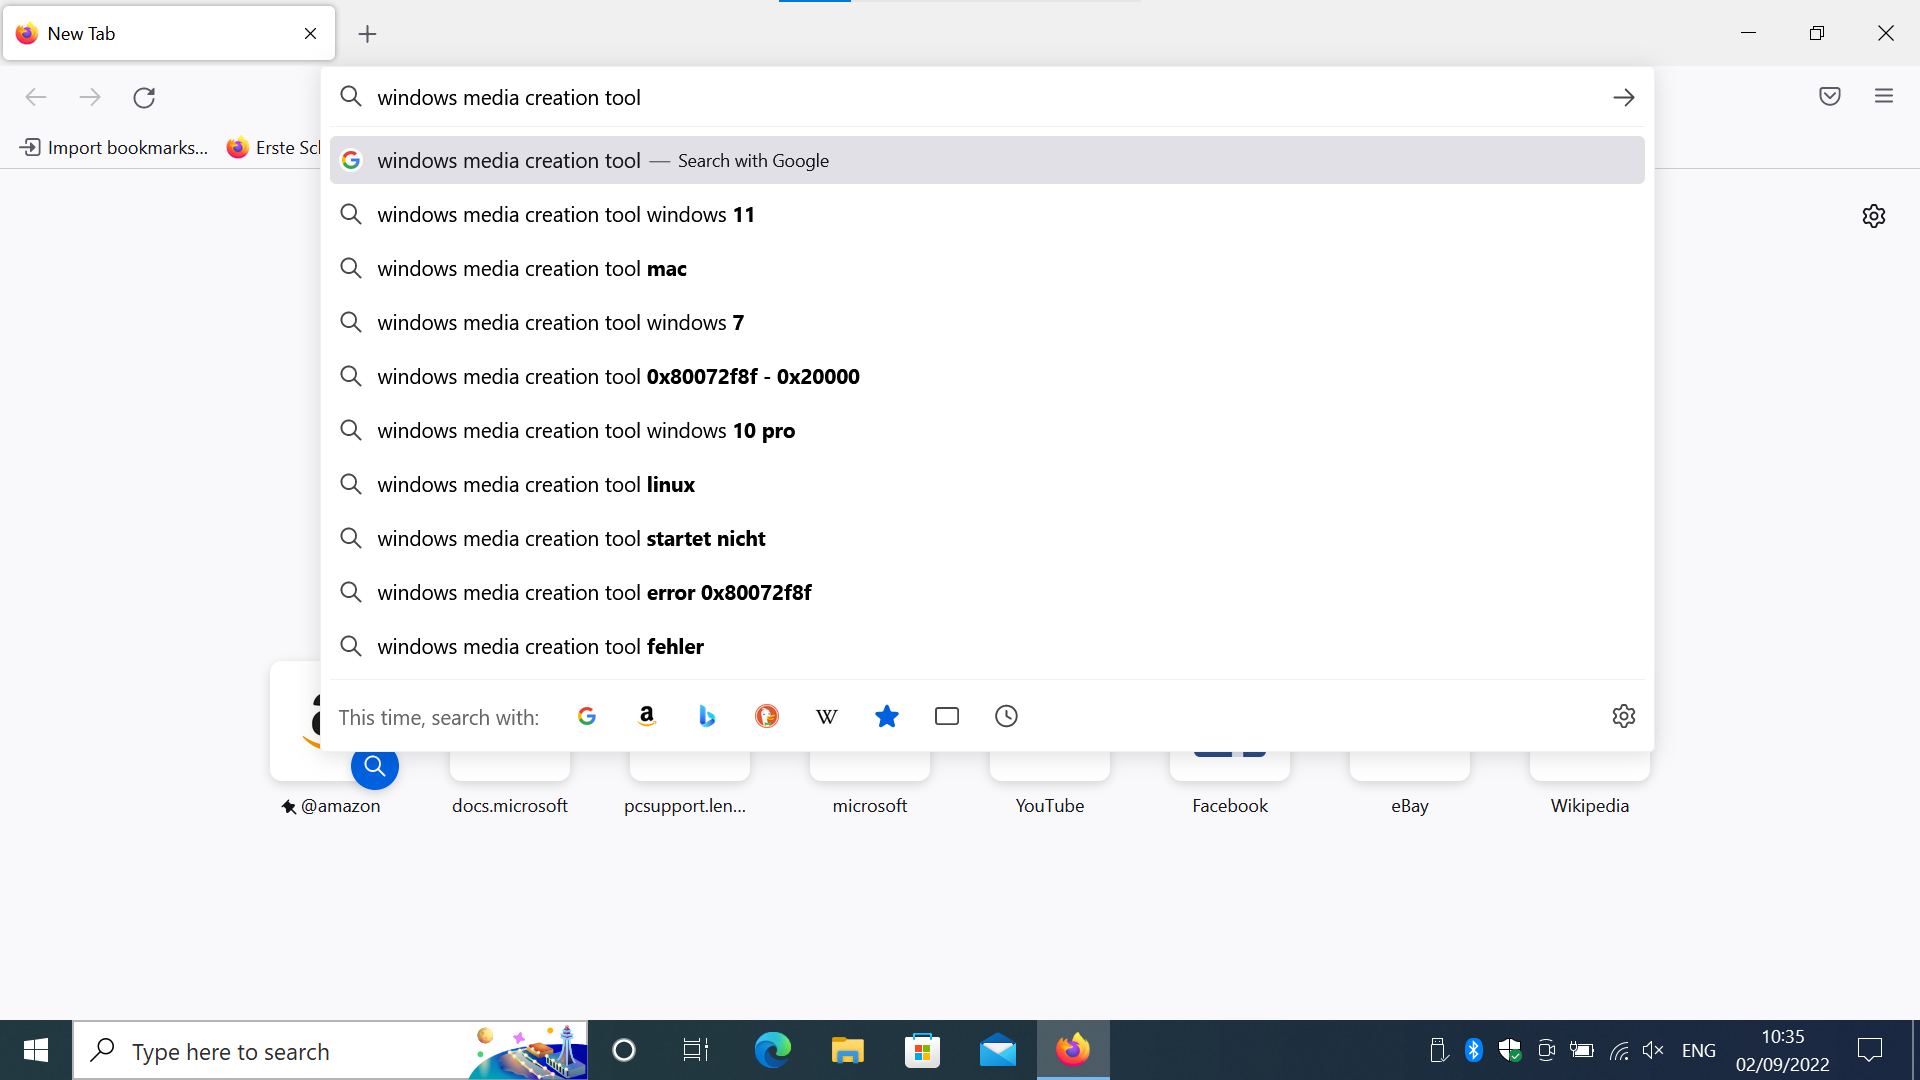 New Tab
windows media creation tool
Import bookmarks...
Erste Sc
windows media creation tool — Search with Google
windows media creation tool windows 11
windows media creation tool mac
windows media creation tool windows 7
windows media creation tool 0x80072f8f - 0x20000
windows media creation tool windows 10 pro
windows media creation tool linux
windows media creation tool startet nicht
windows media creation tool error 0x80072f8f
windows media creation tool fehler
This time, search with:
@amazon
docs.microsoft
pcsupport.len...
microsoft
YouTube
Facebook
eBay
Wikipedia
Type here to search
ENG
10:35
02/09/2022